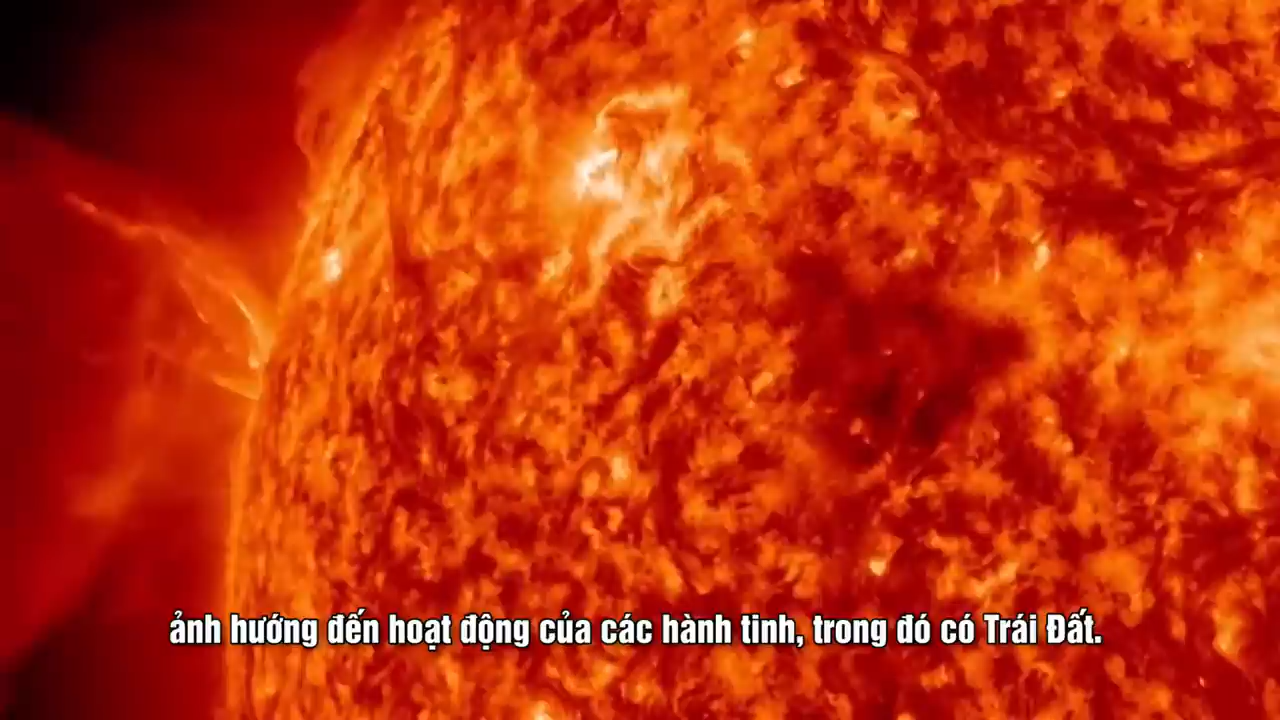 ảnh hướng đến hoạt động của các hành tinh, trong đó có Trái Đất.